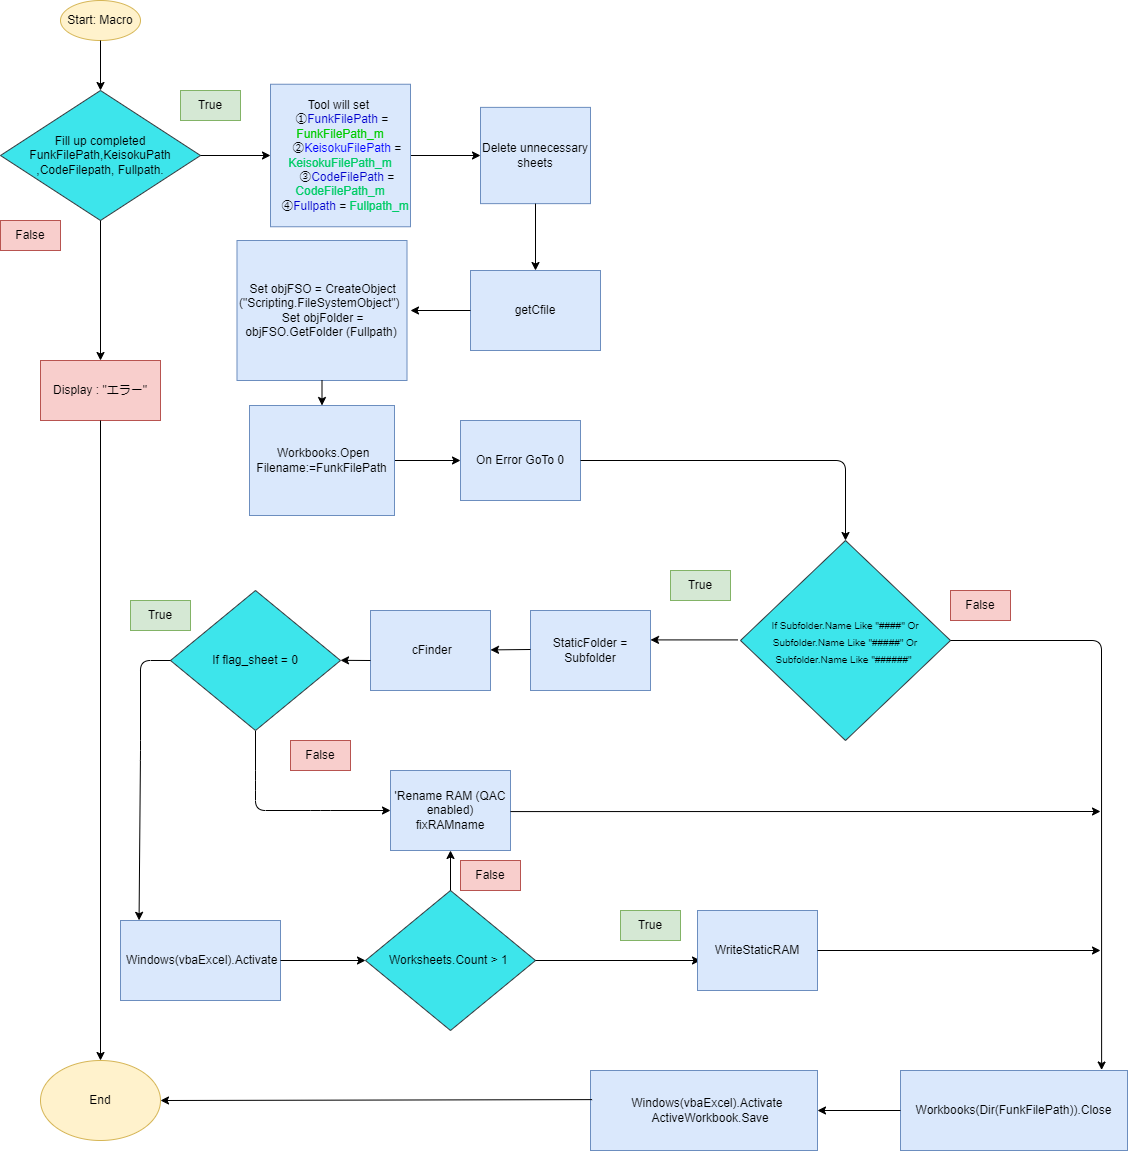 Start: Macro
True
Fill up completed
FunkFilePath,KeisokuPath
,CodeFilepath, Fullpath.
Tool will set
①FunkFilePath =
FunkFilePath_m
②KeisokuFilePath =
KeisokuFilePath_m
③CodeFilePath =
CodeFilePath_m
④Fullpath = Fullpath_m
Delete unnecessary
sheets
False
Set objFSO = CreateObject
("Scripting.FileSystemObject")
Set objFolder =
objFSO.GetFolder (Fullpath)
getCfile
Display : "エラー"
Workbooks.Open
Filename:=FunkFilePath
On Error GoTo 0
True
False
If Subfolder.Name Like "####" Or
Subfolder.Name Like "#####" Or
Subfolder.Name Like "######"
StaticFolder =
Subfolder
cFinder
True
If flag_sheet = 0
False
'Rename RAM (QAC
enabled)
fixRAMname
False
True
Windows(vbaExcel).Activate
Worksheets.Count > 1
WriteStaticRAM
End
Windows(vbaExcel).Activate
ActiveWorkbook.Save
Workbooks(Dir(FunkFilePath)).Close